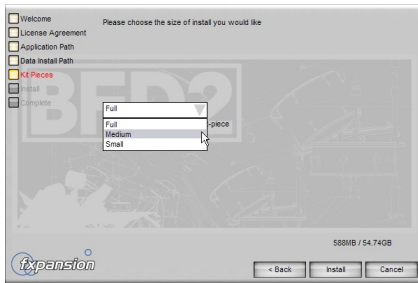 Welcome
License Agreement
Application Path
Data Install Path
Kit Pieces
Install
Complete
Please choose the size of install you would like
BFD2
Full
Full
-piece
Medium
Small
588MB / 54.74GB
fxpansion
< Back
Install
Cancel